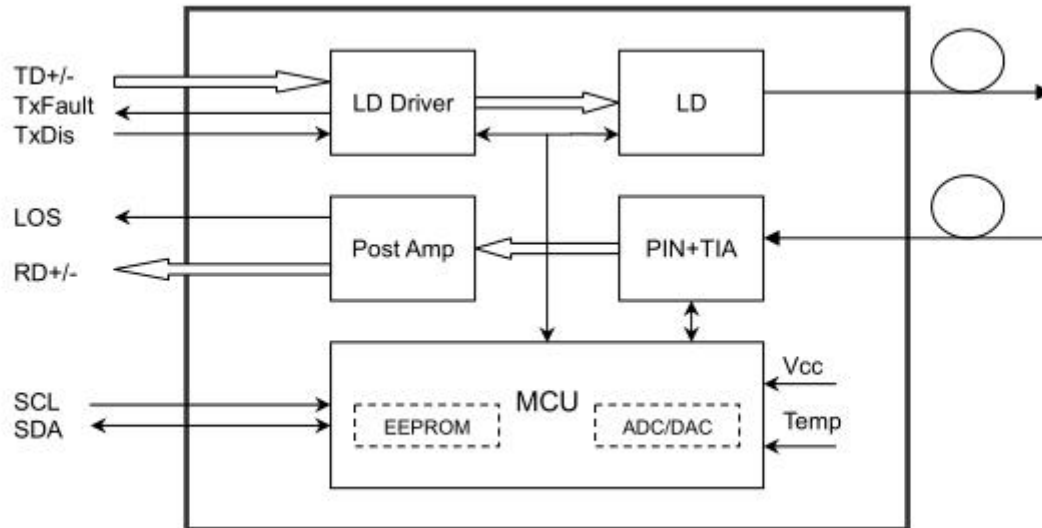 TD+/-
TxFault
TxDis
LD Driver
LD
LOS
RD+/-
Post Amp
PIN+TIA
SCL
SDA
MCU
EEPROM
ADC/DAC
Vcc
Temp